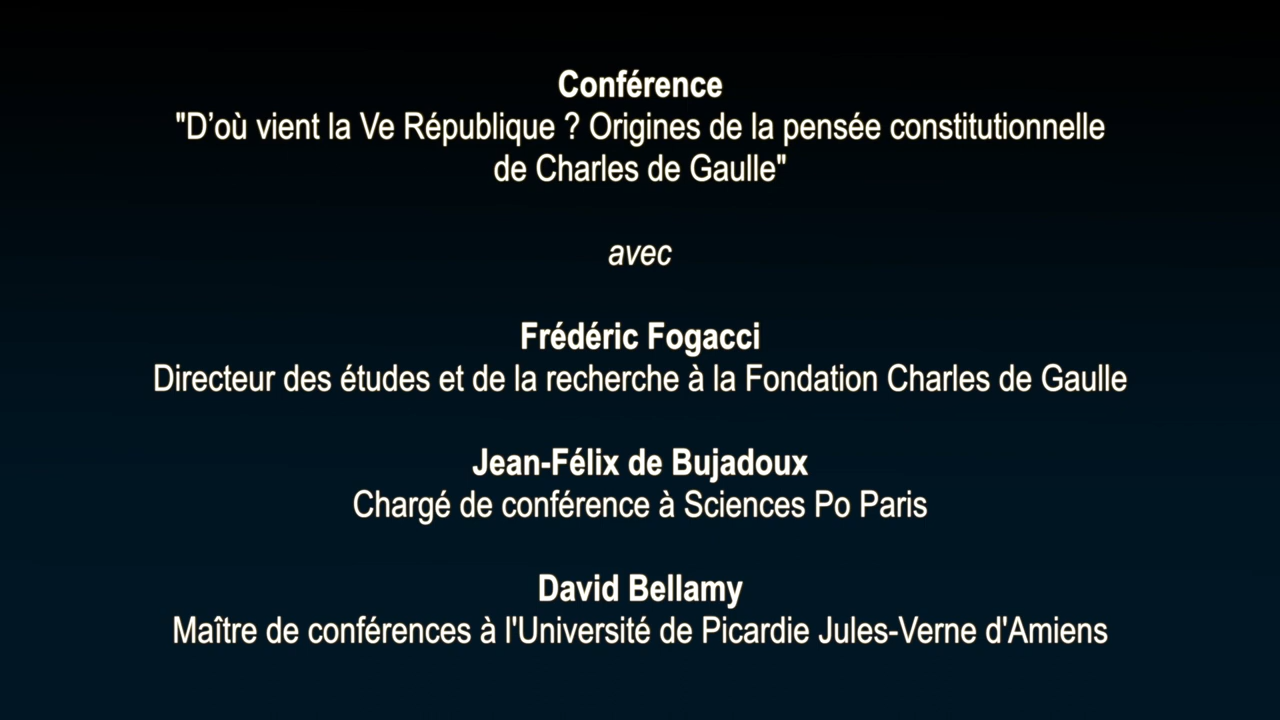 Conférence
"D’où vient la Ve République ? Origines de la pensée constitutionnelle
de Charles de Gaulle"
avec
Frédéric Fogacci
Directeur des études et de la recherche à la Fondation Charles de Gaulle
Jean-Félix de Bujadoux
Chargé de conférence à Sciences Po Paris
David Bellamy
Maître de conférences à l'Université de Picardie Jules-Verne d'Amiens